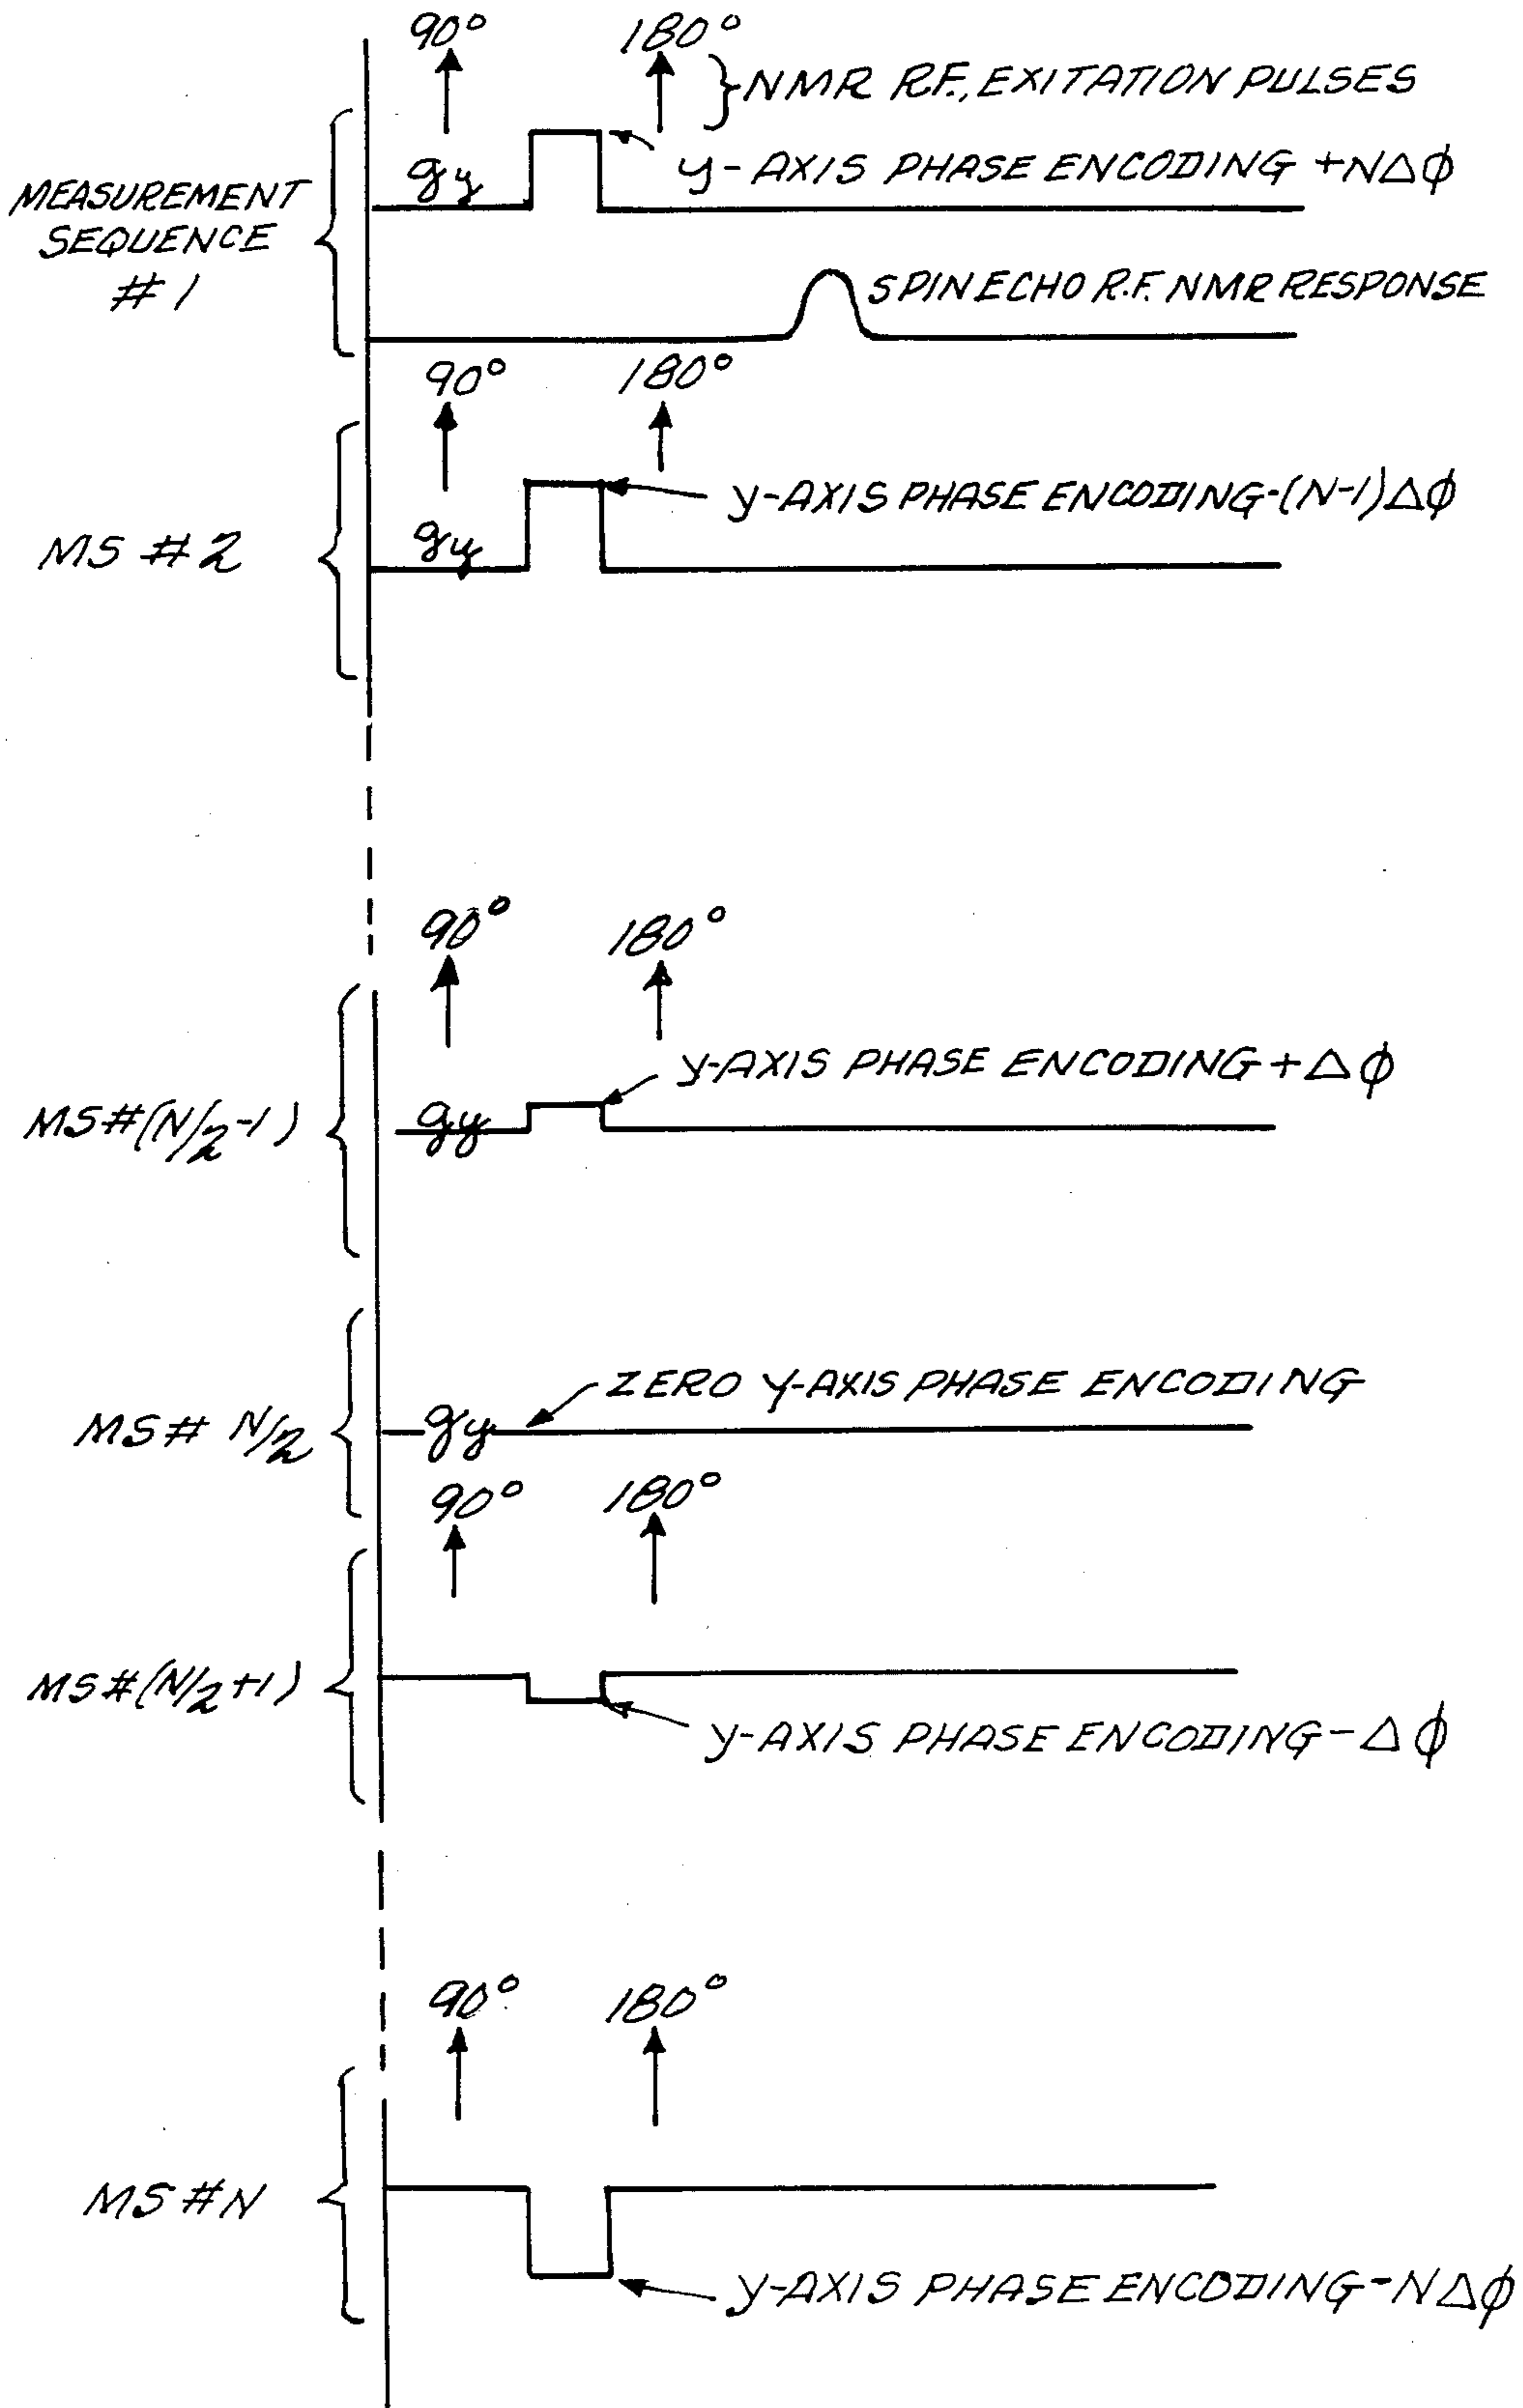 90° 180°
} NMR R.F., EXITATION PULSES
gy
y-AXIS PHASE ENCODING +NΔϕ
MEASUREMENT
SEQUENCE
#1
SPIN ECHO R.F. NMR RESPONSE
90° 180°
y-AXIS PHASE ENCODING-(N-1)Δϕ
MS #2
gy
90° 180°
y-AXIS PHASE ENCODING +Δϕ
MS#(N/2-1)
gy
ZERO y-AXIS PHASE ENCODING
MS# N/2
gy
90° 180°
MS#(N/2+1)
y-AXIS PHASE ENCODING-Δϕ
90° 180°
MS #N
y-AXIS PHASE ENCODING-NΔϕ